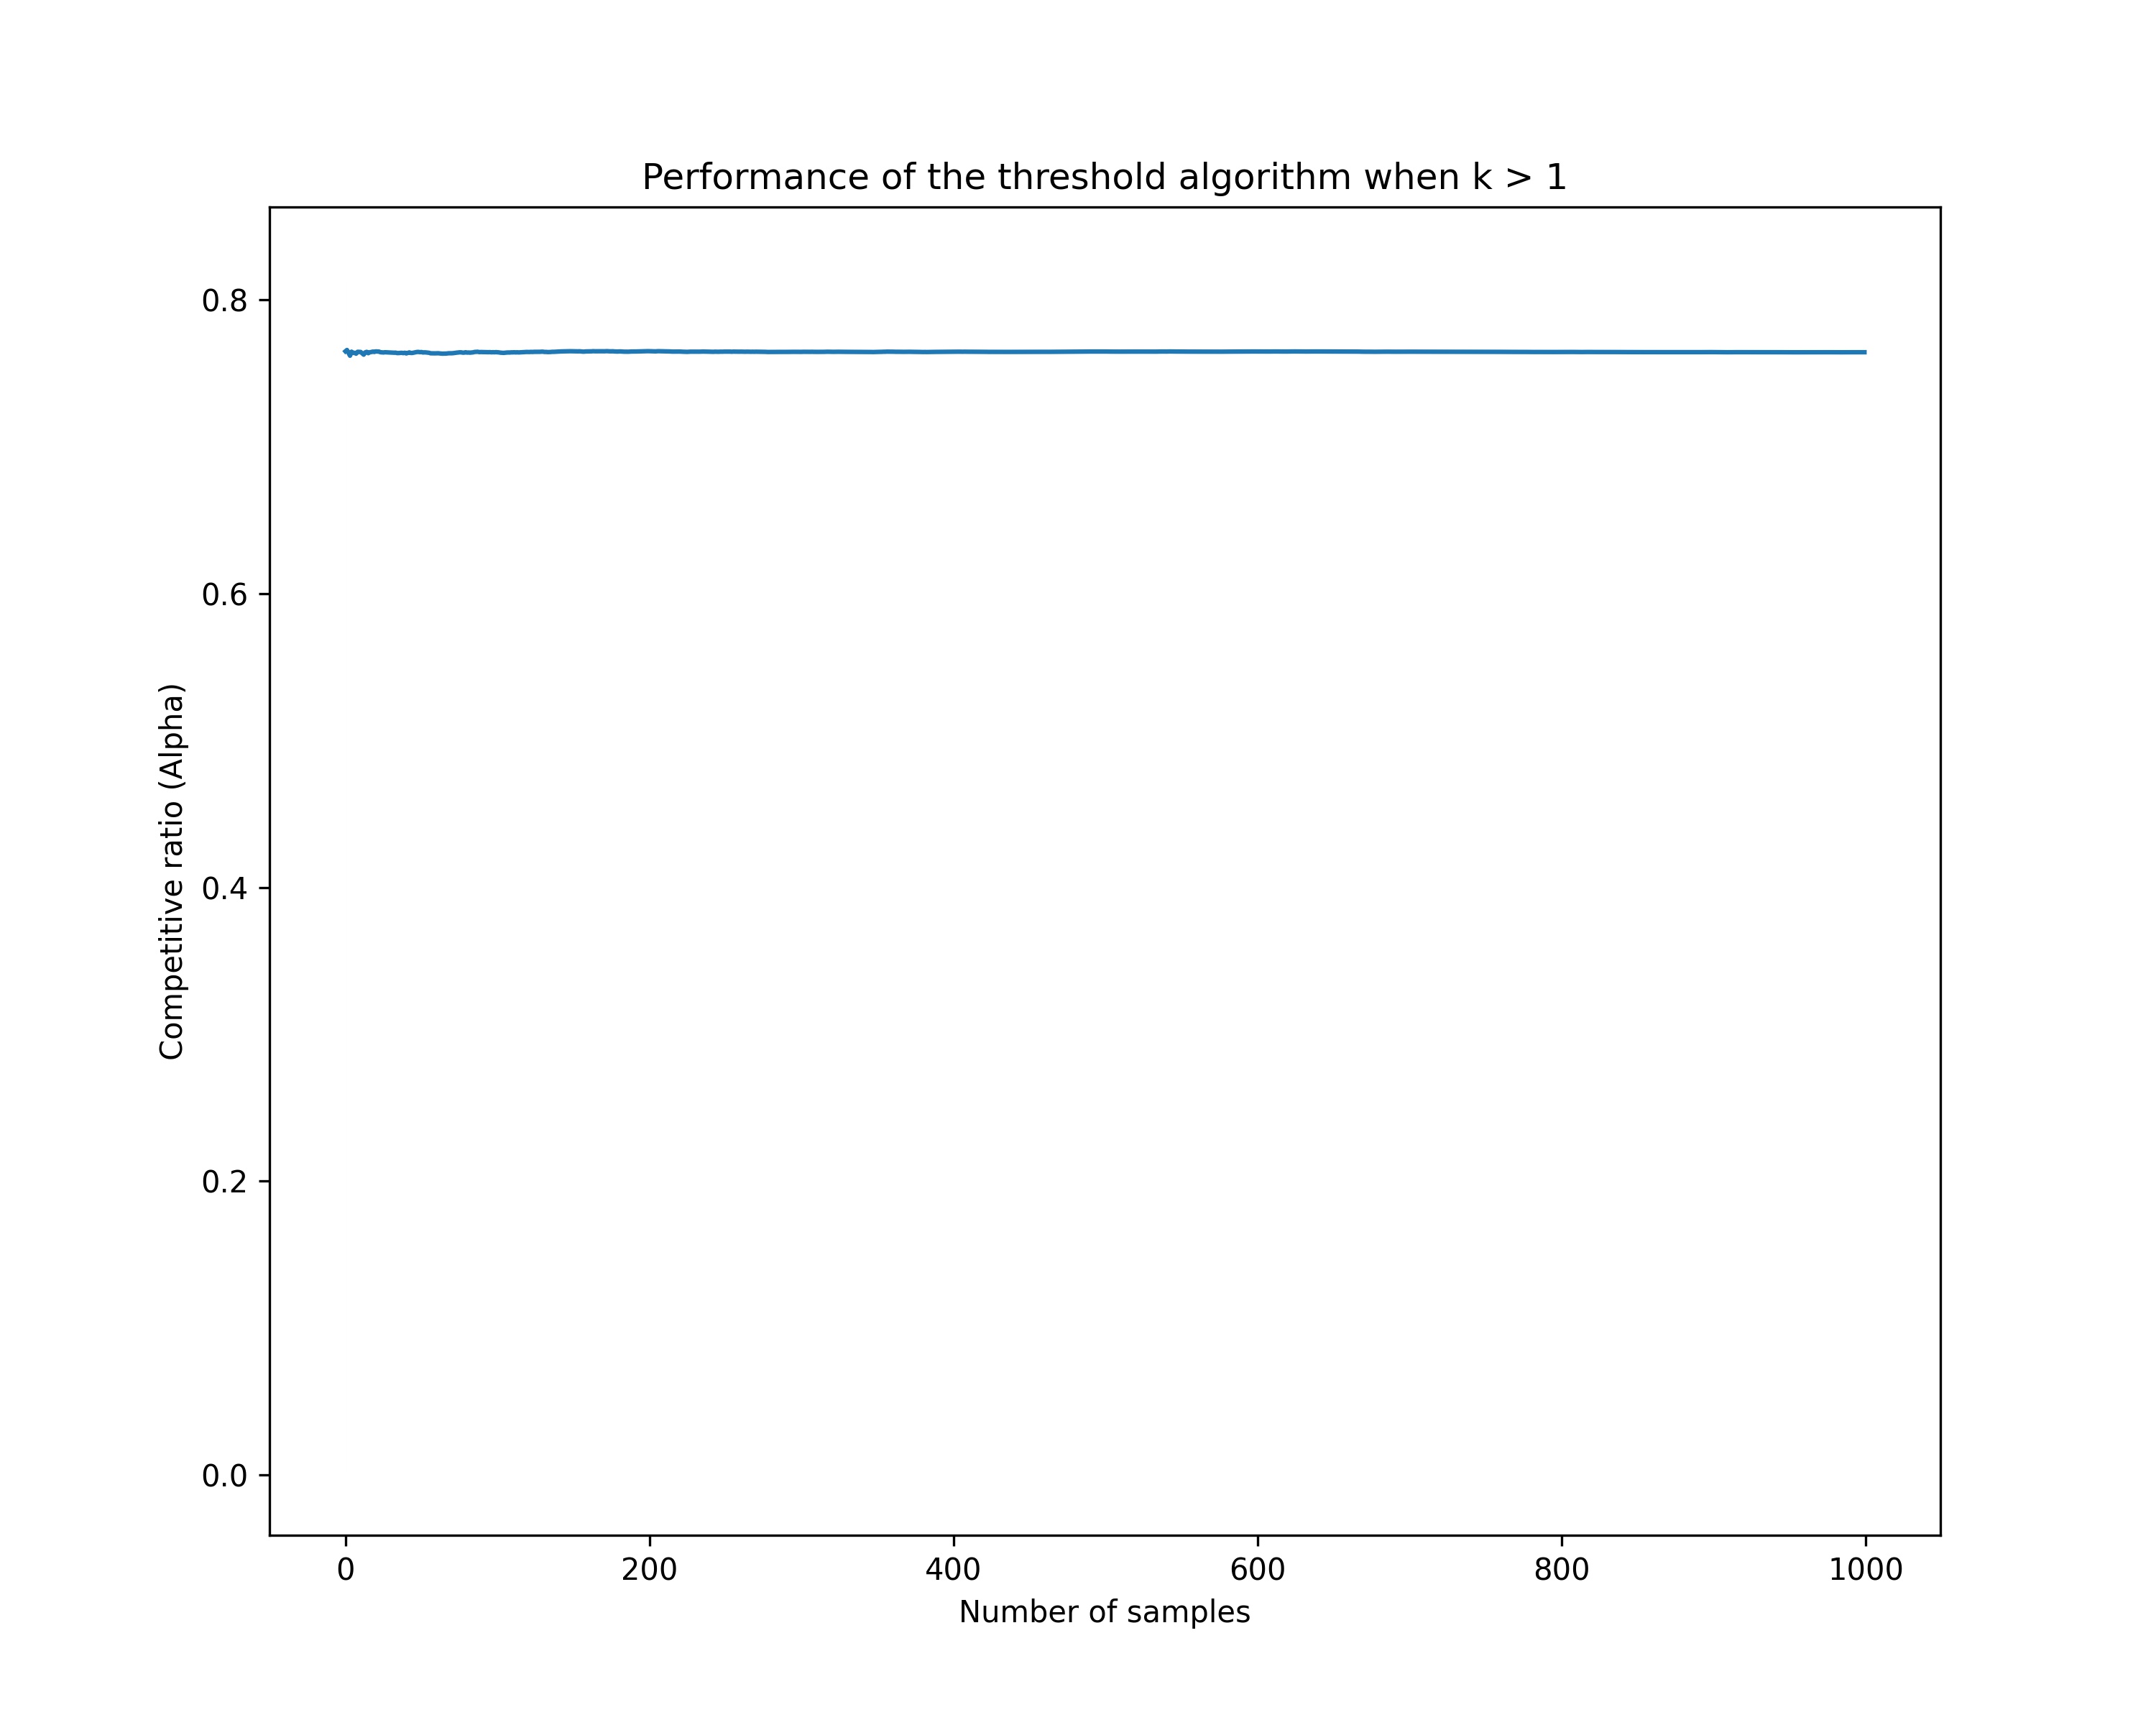 Performance of the threshold algorithm when k > 1
0.8
0.6
0.4
0.2
0.0
Competitive ratio (Alpha)
0 200 400 600 800 1000
Number of samples